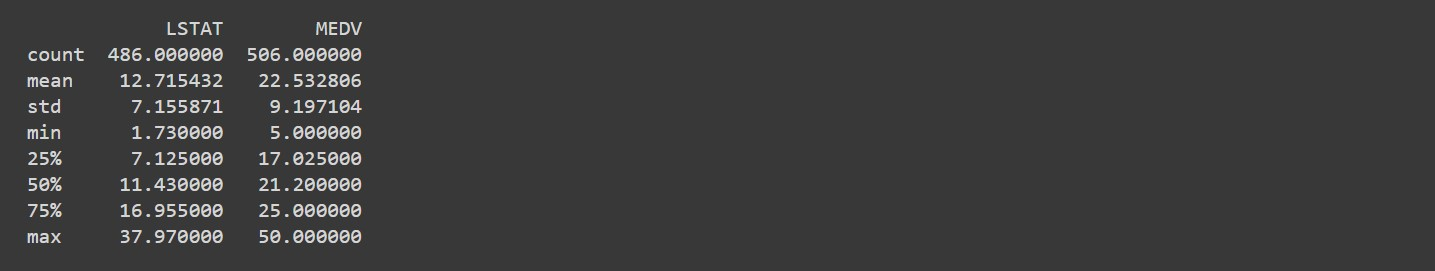 LSTAT MEDV
count 486.000000 506.000000
mean 12.715432 22.532806
std 7.155871 9.197104
min 1.730000 5.000000
25% 7.125000 17.025000
50% 11.430000 21.200000
75% 16.955000 25.000000
max 37.970000 50.000000